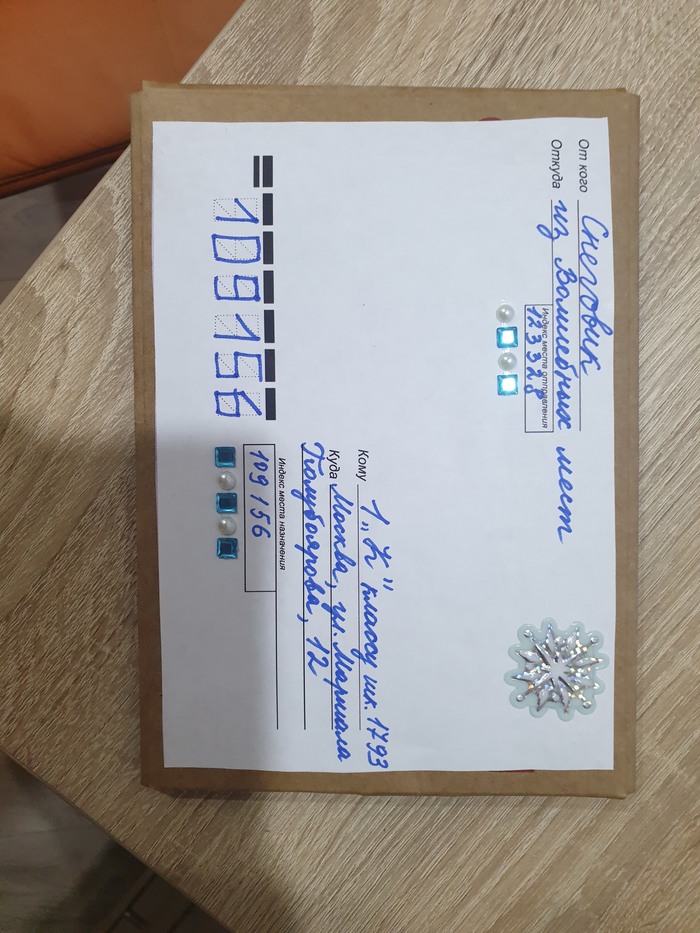 От кого Снеговик
Откуда из Волшебных мест
Индекс места отправления
123328
Кому 1 „К" классу шк. 1793
Куда Москва, ул. Маршала
Полубоярова, 12
Индекс места назначения
109156
109156